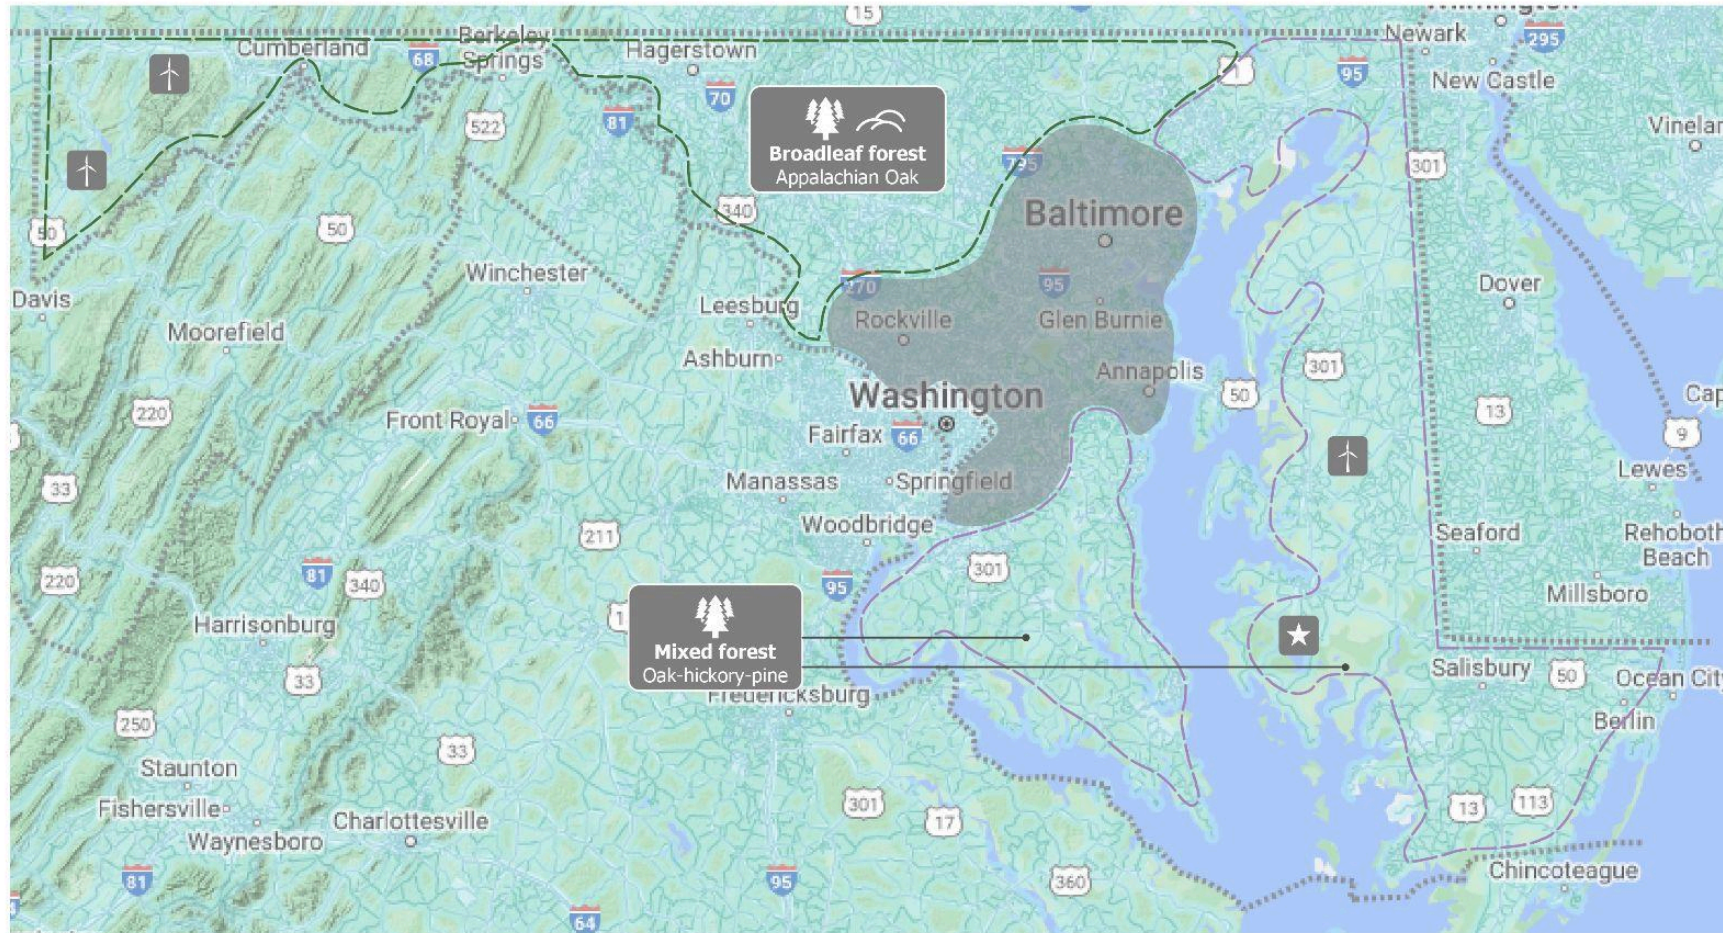 15
Wilmington
Newark
295
Cumberland
68
Berkeley
Springs
Hagerstown
1
95
New Castle
70
81
522
Broadleaf forest
Appalachian Oak
795
301
Vinelan
50
50
340
Baltimore
Davis
Winchester
270
95
Dover
Leesburg
Rockville
Glen Burnie
Moorefield
Ashburn
Annapolis
301
50
Washington
220
Front Royal
66
13
Cap
Fairfax
66
9
33
Manassas
Springfield
Lewes
Woodbridge
211
Seaford
Rehoboth
Beach
220
81
340
95
301
Millsboro
Harrisonburg
1
Mixed forest
Oak-hickory-pine
Salisbury
50
Ocean City
33
Fredericksburg
Berlin
250
33
Staunton
Fishersville
Waynesboro
Charlottesville
301
17
13
113
81
95
360
Chincoteague
64